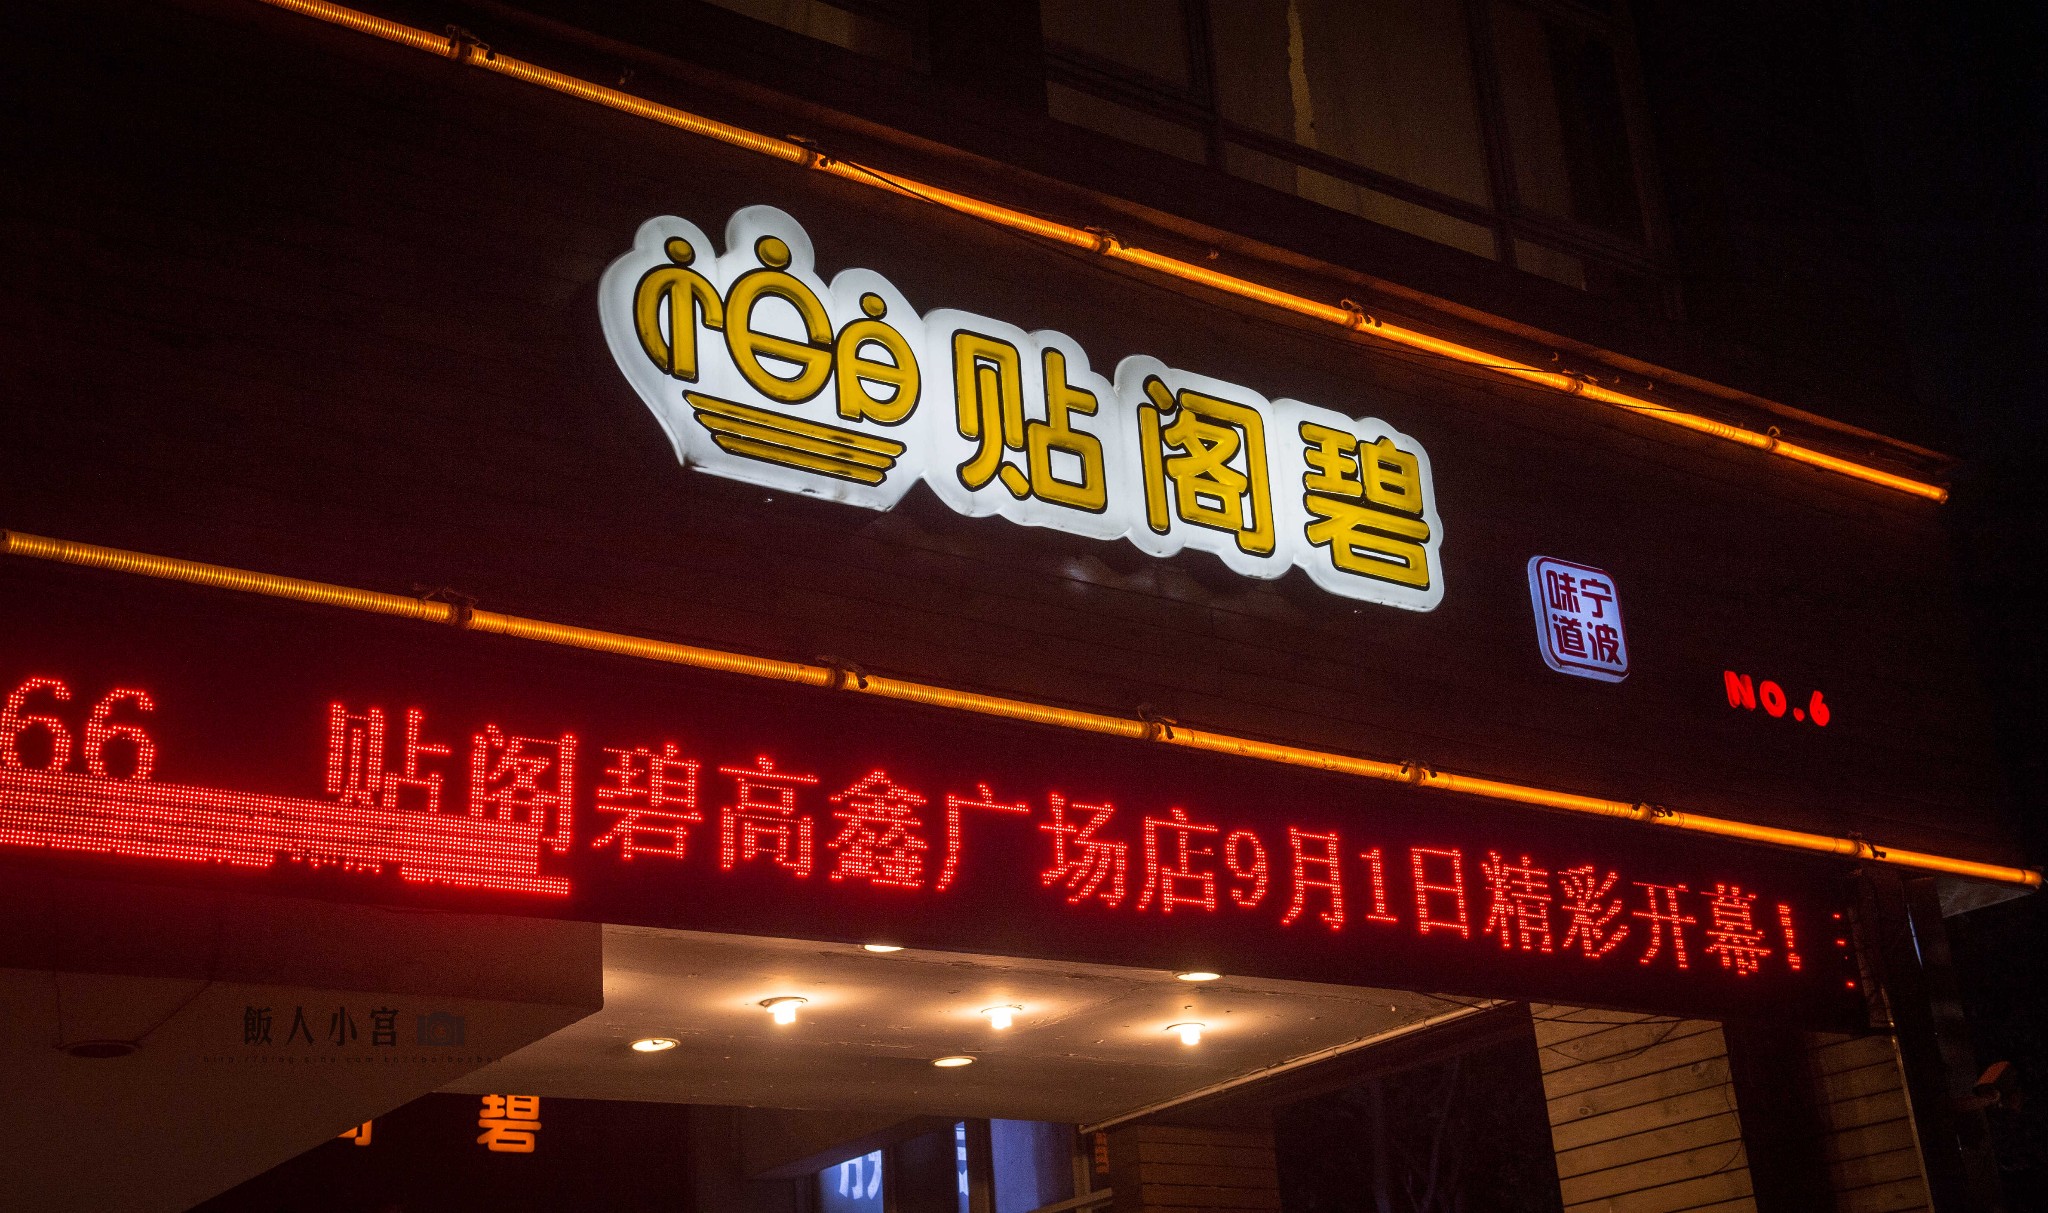 贴阁碧
宁波
味道
NO.6
66 贴阁碧高鑫广场店9月1日精彩开幕!
飯人小宫
碧